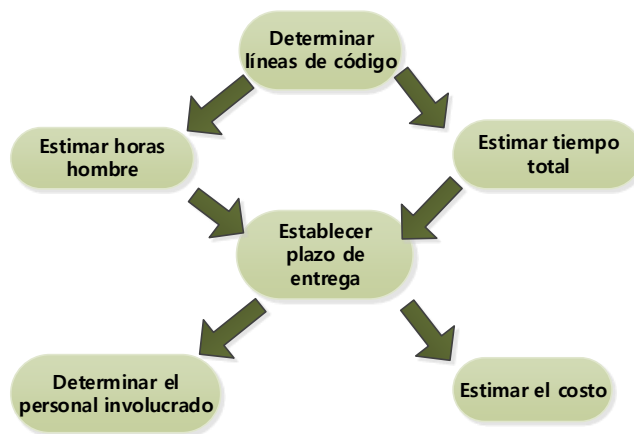 Determinar
líneas de código
Estimar horas
hombre
Estimar tiempo
total
Establecer
plazo de
entrega
Determinar el
personal involucrado
Estimar el costo